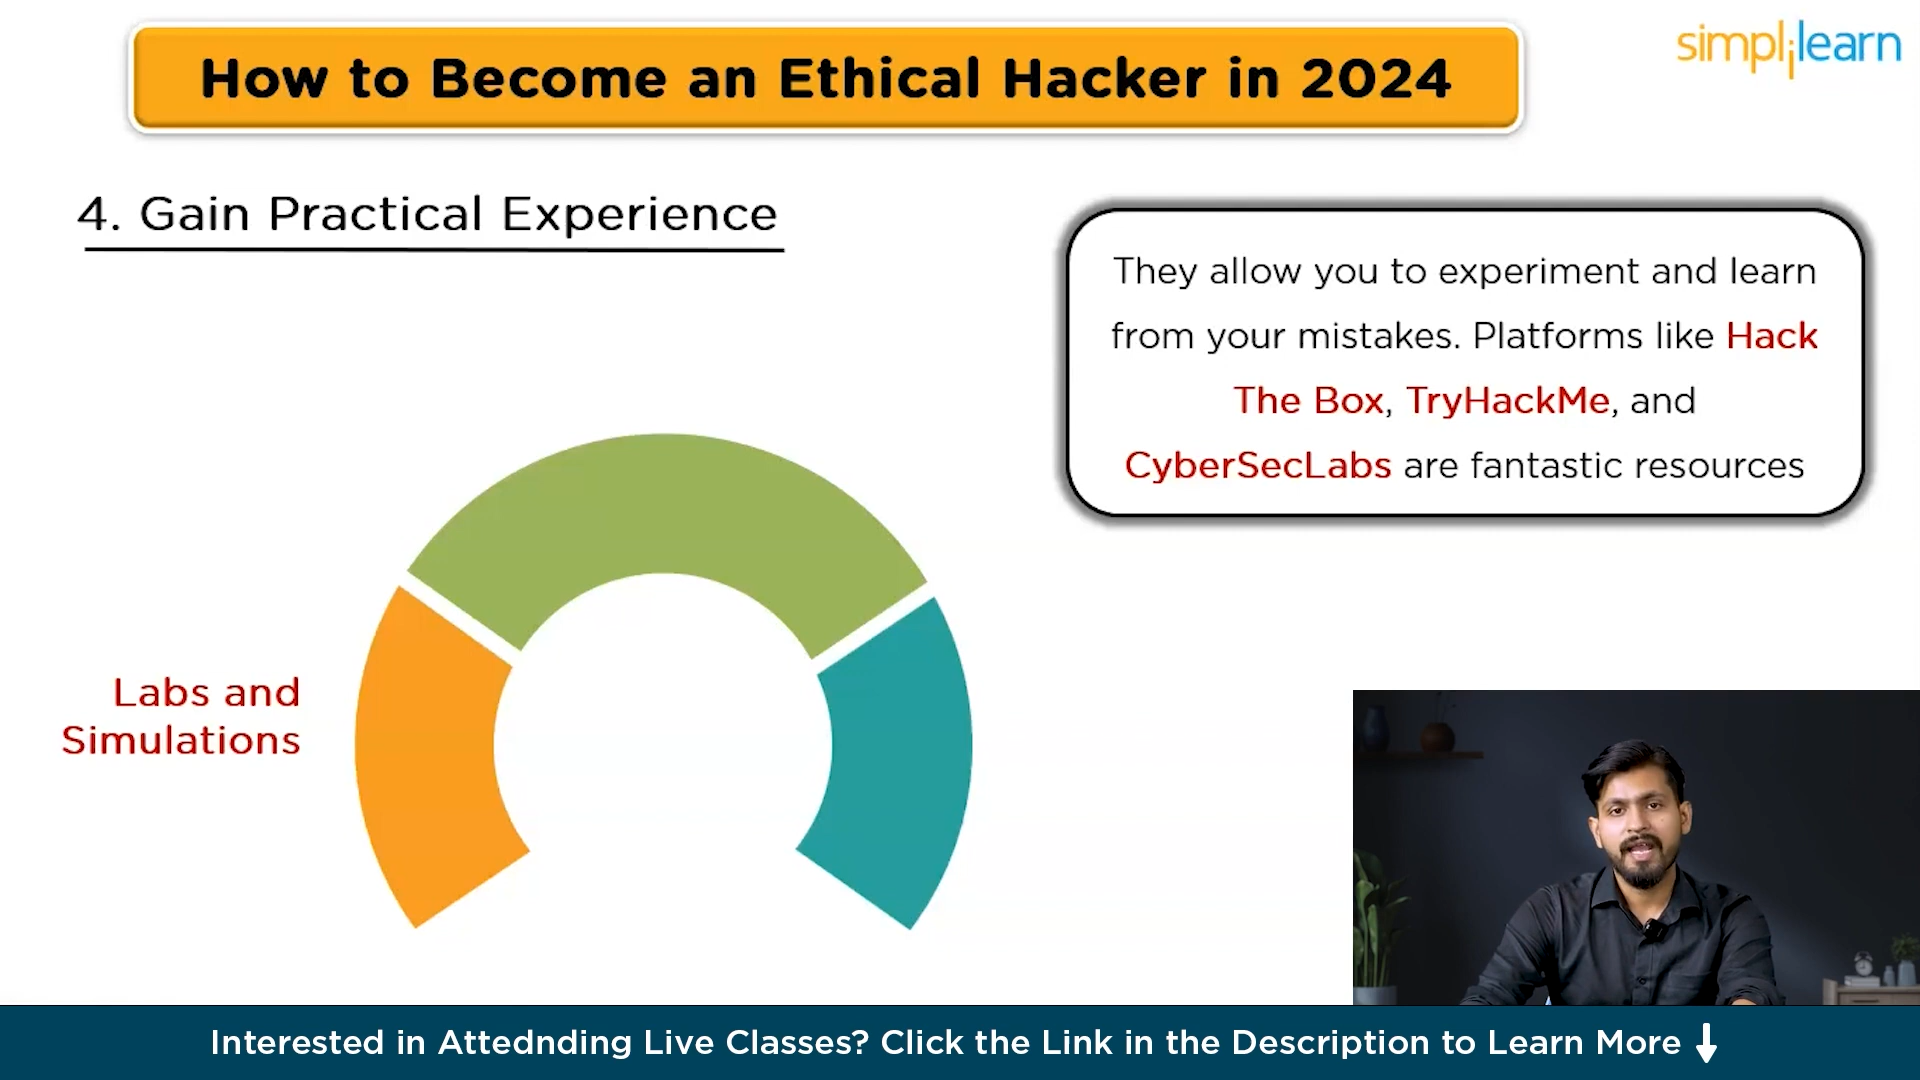 How to Become an Ethical Hacker in 2024
simplilearn
4. Gain Practical Experience
They allow you to experiment and learn
from your mistakes. Platforms like Hack
The Box, TryHackMe, and
CyberSecLabs are fantastic resources
Labs and
Simulations
Interested in Attednding Live Classes? Click the Link in the Description to Learn More